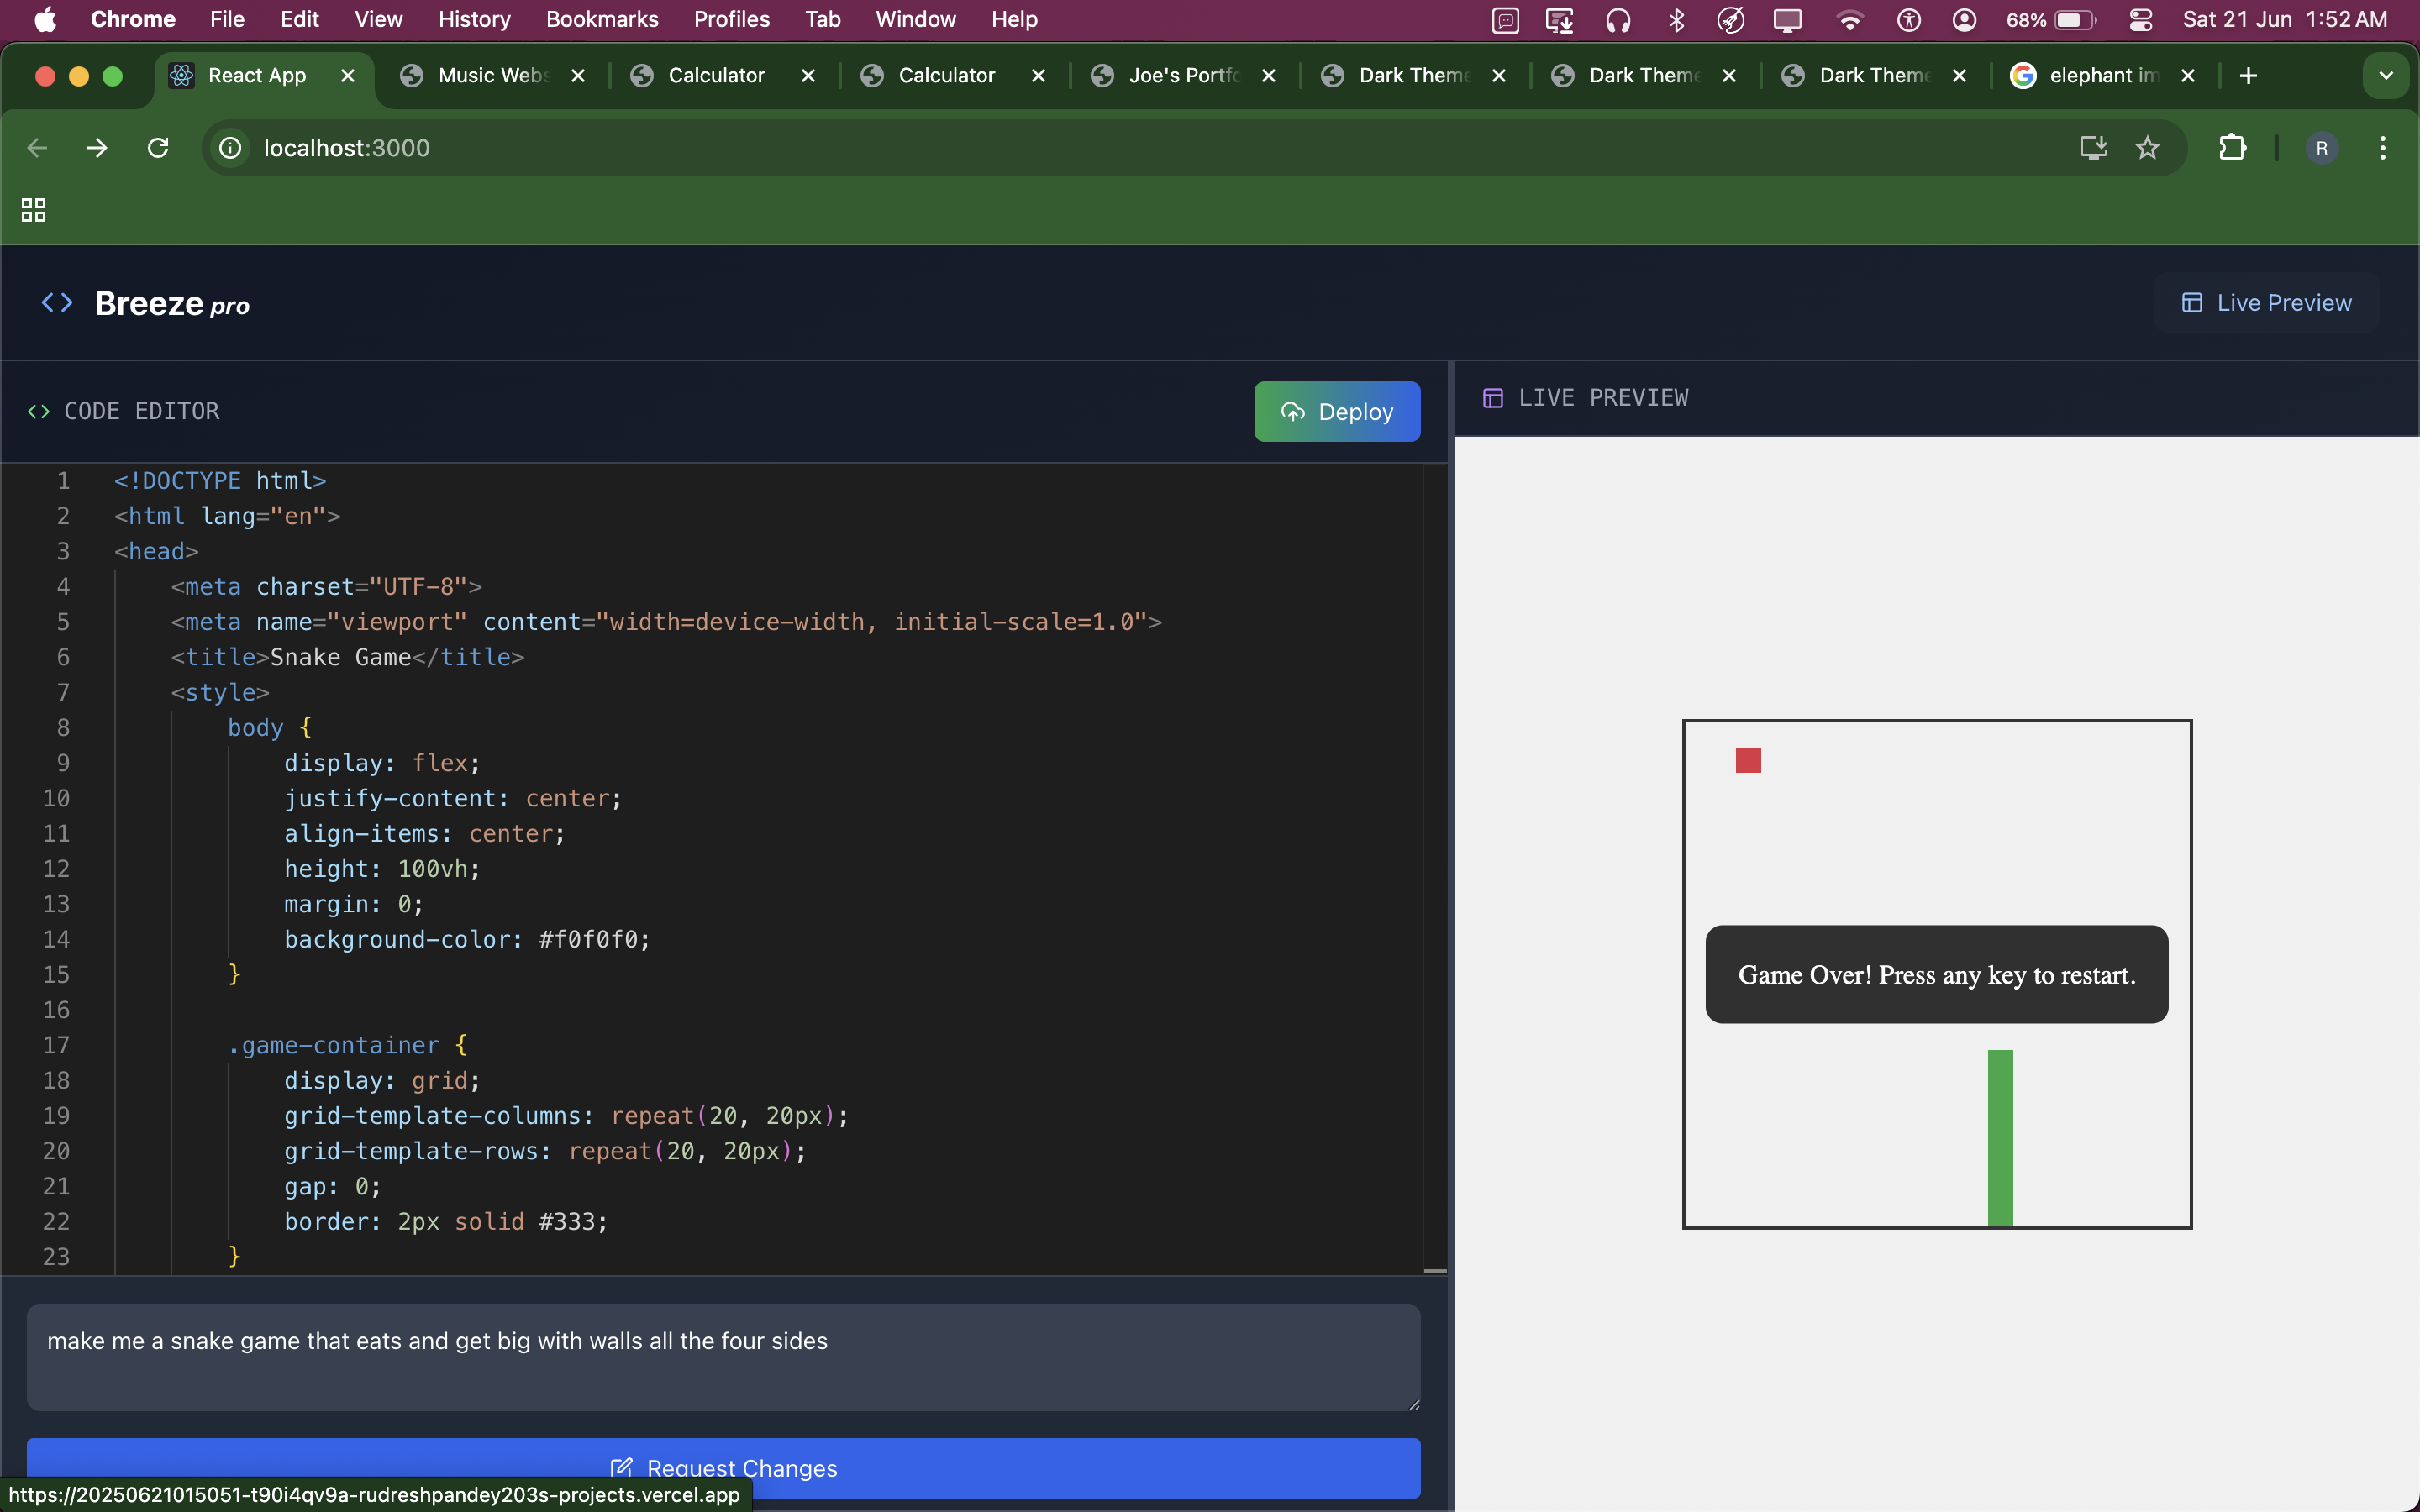 Chrome File Edit View History Bookmarks Profiles Tab Window Help 68% Sat 21 Jun 1:52 AM
React App Music Webs Calculator Calculator Joe's Portfo Dark Theme Dark Theme Dark Theme elephant im
localhost:3000 R
Breeze pro Live Preview
CODE EDITOR Deploy
1 <!DOCTYPE html>
2 <html lang="en">
3 <head>
4 <meta charset="UTF-8">
5 <meta name="viewport" content="width=device-width, initial-scale=1.0">
6 <title>Snake Game</title>
7 <style>
8 body {
9 display: flex;
10 justify-content: center;
11 align-items: center;
12 height: 100vh;
13 margin: 0;
14 background-color: #f0f0f0;
15 }
16
17 .game-container {
18 display: grid;
19 grid-template-columns: repeat(20, 20px);
20 grid-template-rows: repeat(20, 20px);
21 gap: 0;
22 border: 2px solid #333;
23 }
make me a snake game that eats and get big with walls all the four sides
Request Changes
https://20250621015051-t90i4qv9a-rudreshpandey203s-projects.vercel.app
LIVE PREVIEW
Game Over! Press any key to restart.